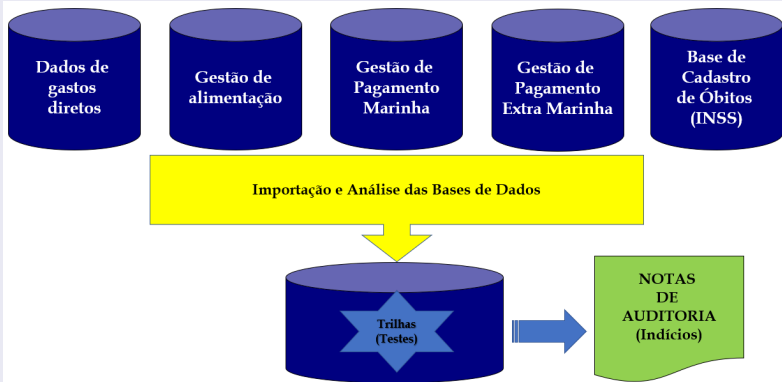 Dados de
gastos
diretos
Gestão de
alimentação
Gestão de
Pagamento
Marinha
Gestão de
Pagamento
Extra Marinha
Base de
Cadastro
de Óbitos
(INSS)
Importação e Análise das Bases de Dados
Trilhas
(Testes)
NOTAS
DE
AUDITORIA
(Indícios)